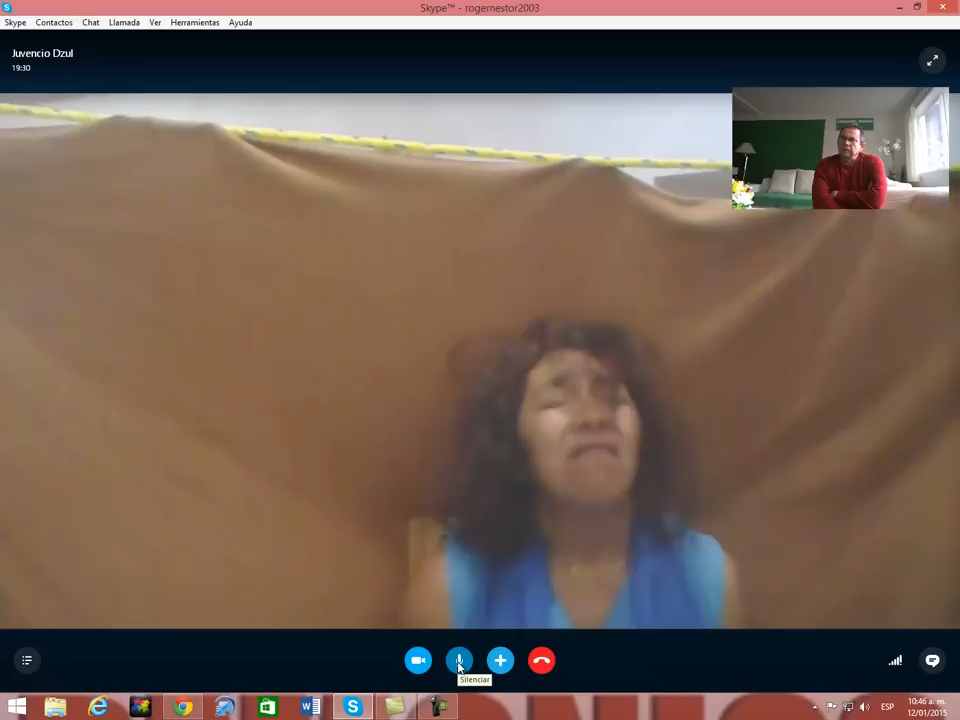 Skype™ - rogernestor2003
Skype Contactos Chat Llamada Ver Herramientas Ayuda
Juvencio Dzul
19:30
Silenciar
ESP
10:46 a. m.
12/01/2015